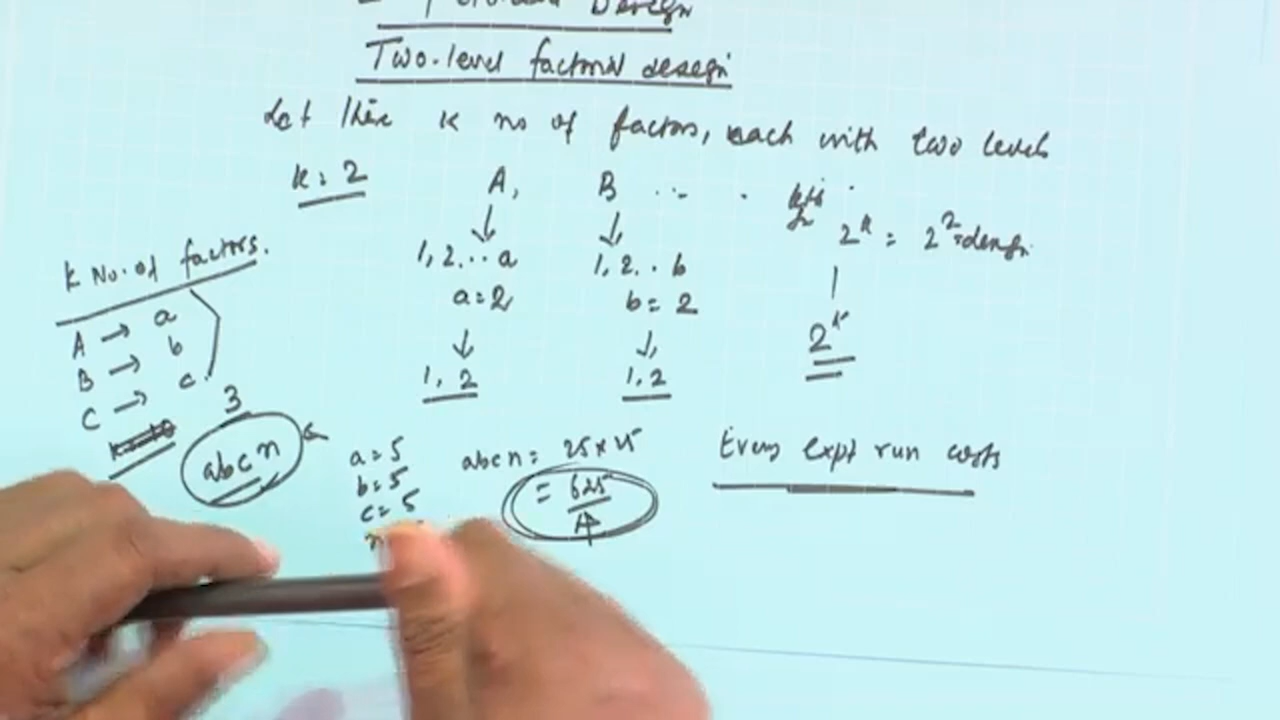 Design
Two-level factorial design
Let there k no of factors, each with two levels
k = 2 A, B .. .
2^k = 2^2 design
1, 2 .. a 1, 2 .. b
a = 2 b = 2
2^k
1, 2 1, 2
k No. of factors.
A → a
B → b
C → c
3
abc n
a = 5
b = 5
c = 5
abcn = 25 x 25
= 625
Every expt run costs